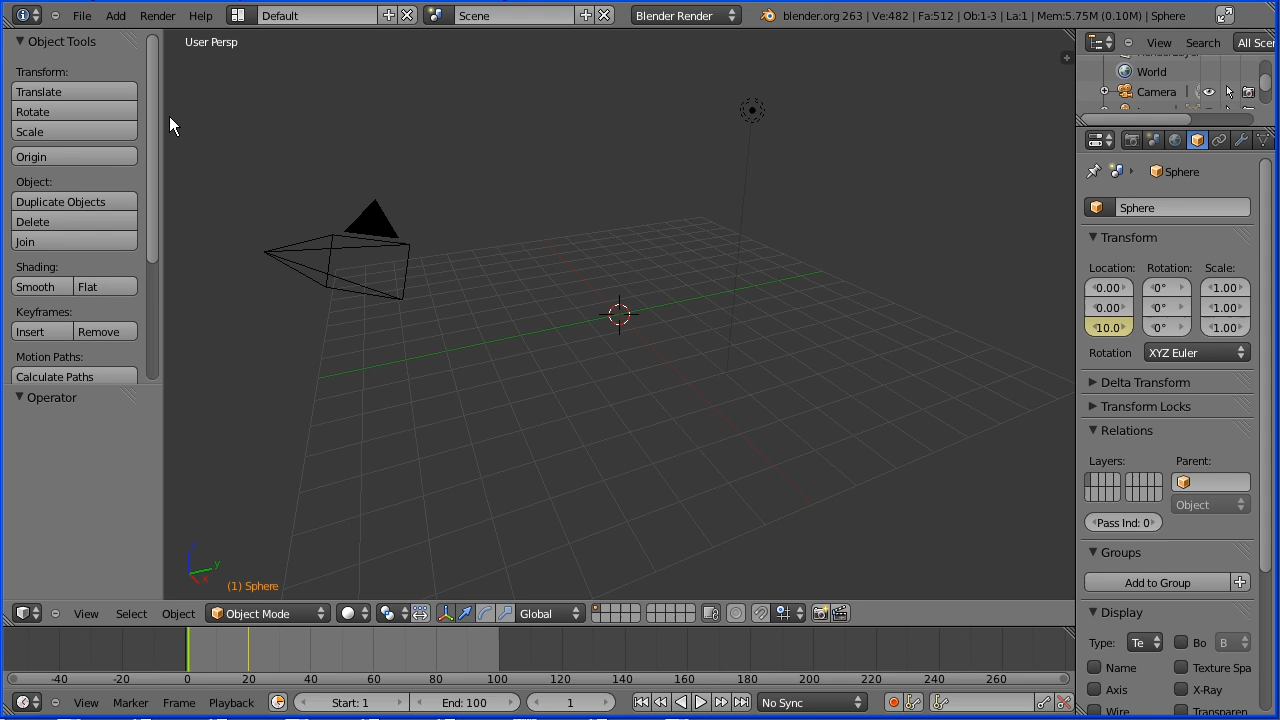 File Add Render Help Default Scene Blender Render blender.org 263 | Ve:482 | Fa:512 | Ob:1-3 | La:1 | Mem:5.75M (0.10M) | Sphere
Object Tools
User Persp
View Search All Sce
Transform:
World
Translate
Camera
Rotate
Scale
Origin
Sphere
Object:
Duplicate Objects
Sphere
Delete
Join
Transform
Shading:
Location: Rotation: Scale:
Smooth Flat
0.00 0° 1.00
Keyframes:
0.00 0° 1.00
Insert Remove
10.0 0° 1.00
Motion Paths:
Rotation XYZ Euler
Calculate Paths
Delta Transform
Operator
Transform Locks
Relations
Layers: Parent:
Object
Pass Ind: 0
Groups
z
y
x
(1) Sphere
Add to Group
View Select Object Object Mode Global
Display
Type: Te Bo B
Name Texture Spa
-40 -20 0 20 40 60 80 100 120 140 160 180 200 220 240 260
Axis X-Ray
View Marker Frame Playback Start: 1 End: 100 1 No Sync
Wire Transparen